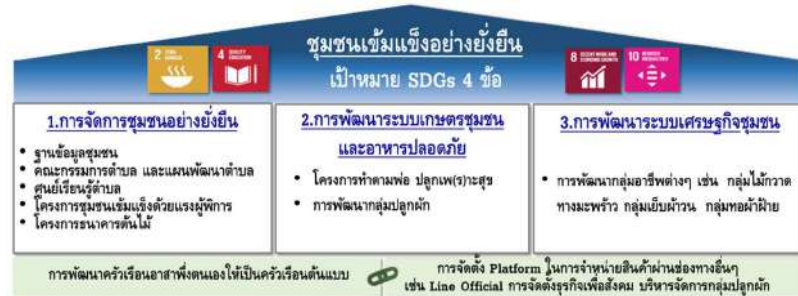 ชุมชนเข้มแข็งอย่างยั่งยืน
เป้าหมาย SDGs 4 ข้อ
2 ZERO HUNGER
4 QUALITY EDUCATION
8 DECENT WORK AND ECONOMIC GROWTH
10 REDUCED INEQUALITIES
1.การจัดการชุมชนอย่างยั่งยืน
• ฐานข้อมูลชุมชน
• คณะกรรมการตำบล และแผนพัฒนาตำบล
• ศูนย์เรียนรู้ตำบล
• โครงการชุมชนเข้มแข็งด้วยแรงผู้พิการ
• โครงการธนาคารต้นไม้
2.การพัฒนาระบบเกษตรชุมชน
และอาหารปลอดภัย
• โครงการทำตามพ่อ ปลูกเพ(ร)าะสุข
• การพัฒนากลุ่มปลูกผัก
3.การพัฒนาระบบเศรษฐกิจชุมชน
• การพัฒนากลุ่มอาชีพต่างๆ เช่น กลุ่มไม้กวาด
ทางมะพร้าว กลุ่มเย็บผ้าวน กลุ่มทอผ้าฝ้าย
การพัฒนาครัวเรือนอาสาพึ่งตนเองให้เป็นครัวเรือนต้นแบบ
การจัดตั้ง Platform ในการจำหน่ายสินค้าผ่านช่องทางอื่นๆ
เช่น Line Official การจัดตั้งธุรกิจเพื่อสังคม บริหารจัดการกลุ่มปลูกผัก